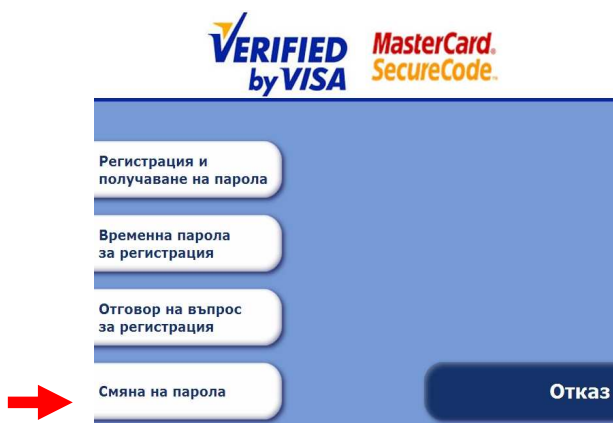 VERIFIED
by VISA
MasterCard.
SecureCode.
Регистрация и
получаване на парола
Временна парола
за регистрация
Отговор на въпрос
за регистрация
Смяна на парола
Отказ